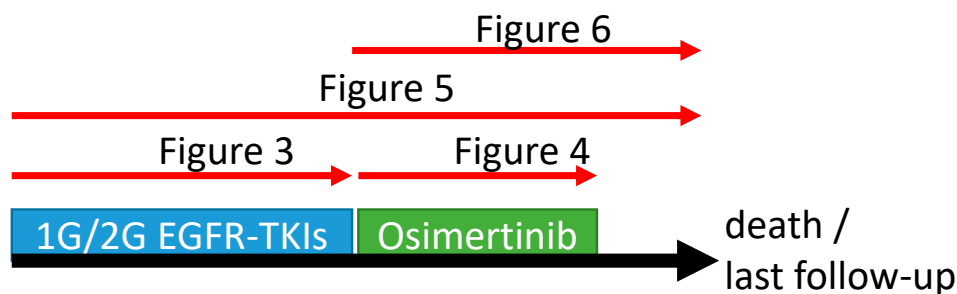 Figure 6
Figure 5
Figure 3
Figure 4
1G/2G EGFR-TKIs
Osimertinib
death /
last follow-up